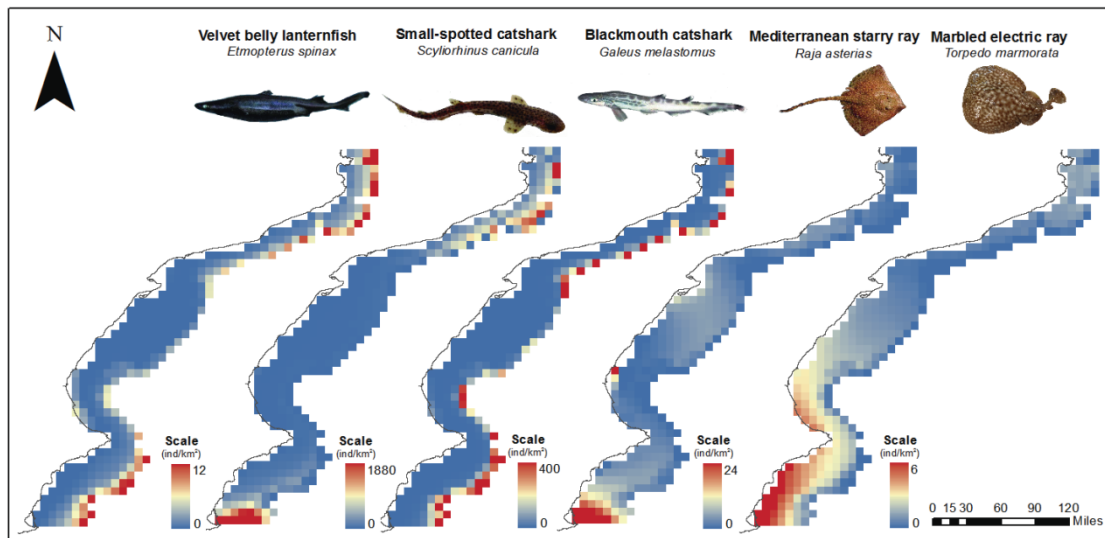 N
Velvet belly lanternfish
Etmopterus spinax
Small-spotted catshark
Scyliorhinus canicula
Blackmouth catshark
Galeus melastomus
Mediterranean starry ray
Raja asterias
Marbled electric ray
Torpedo marmorata
Scale
(ind/km²)
12
0
Scale
(ind/km²)
1880
0
Scale
(ind/km²)
400
0
Scale
(ind/km²)
24
0
Scale
(ind/km²)
6
0
0 15 30 60 90 120
Miles